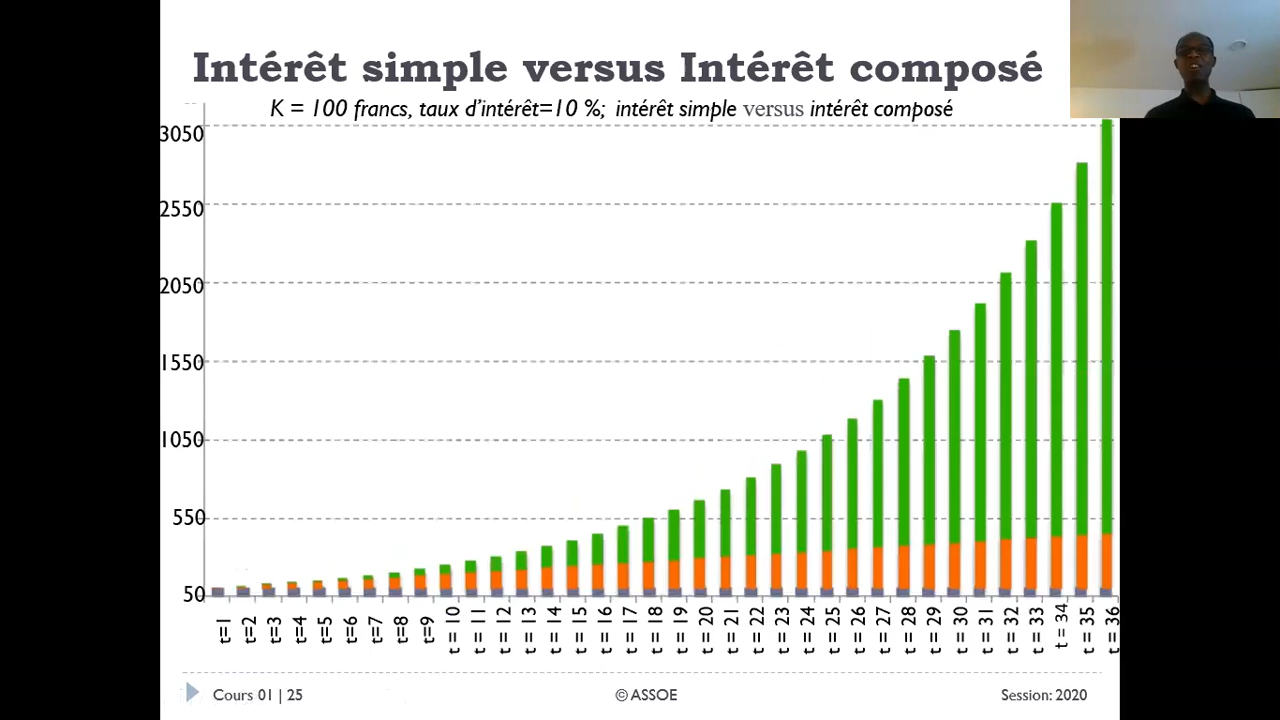 Intérêt simple versus Intérêt composé
K = 100 francs, taux d'intérêt=10 %; intérêt simple versus intérêt composé
3050
2550
2050
1550
1050
550
50
t=1
t=2
t=3
t=4
t=5
t=6
t=7
t=8
t=9
t = 10
t = 11
t = 12
t = 13
t = 14
t = 15
t = 16
t = 17
t = 18
t = 19
t = 20
t = 21
t = 22
t = 23
t = 24
t = 25
t = 26
t = 27
t = 28
t = 29
t = 30
t = 31
t = 32
t = 33
t = 34
t = 35
t = 36
Cours 01 | 25
© ASSOE
Session: 2020